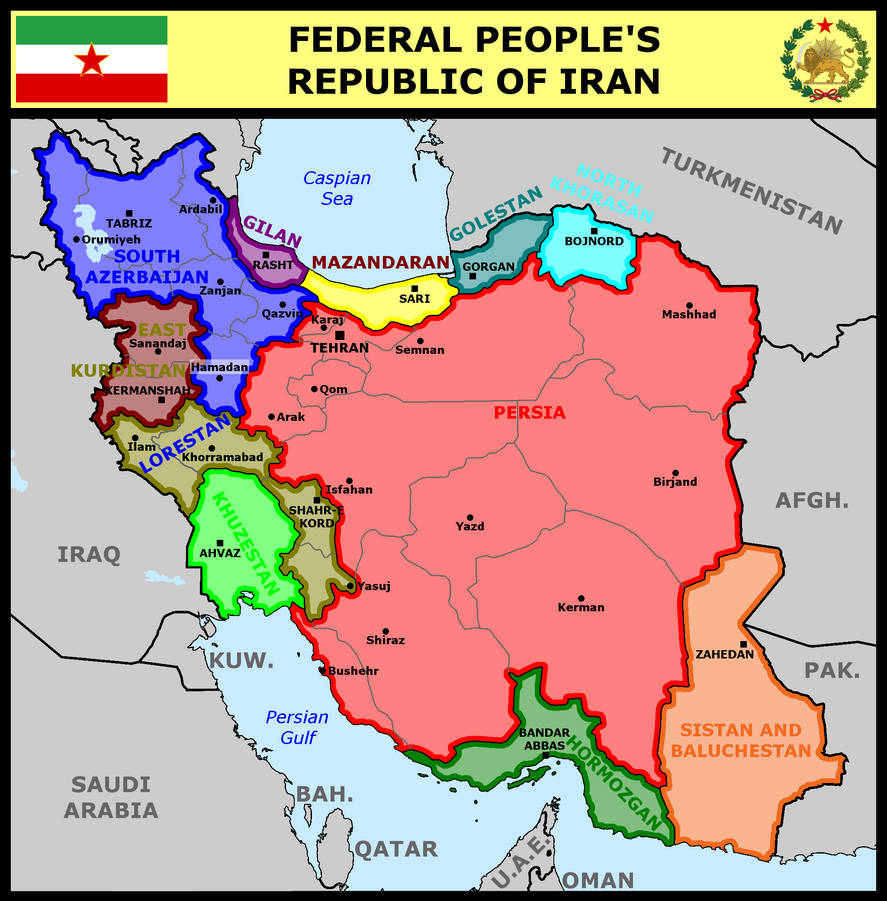 FEDERAL PEOPLE'S
REPUBLIC OF IRAN
Caspian
Sea
TURKMENISTAN
NORTH
KHORASAN
GOLESTAN
BOJNORD
GORGAN
MAZANDARAN
SARI
GILAN
RASHT
Ardabil
TABRIZ
Orumiyeh
SOUTH
AZERBAIJAN
Zanjan
Qazvin
Hamadan
EAST
KURDISTAN
Sanandaj
KERMANSHAH
Karaj
TEHRAN
Semnan
Mashhad
Qom
Arak
PERSIA
LORESTAN
Ilam
Khorramabad
Isfahan
Birjand
AFGH.
SHAHR-E
KORD
Yazd
KHUZESTAN
AHVAZ
IRAQ
Yasuj
Kerman
Shiraz
Bushehr
KUW.
ZAHEDAN
PAK.
Persian
Gulf
SISTAN AND
BALUCHESTAN
BANDAR
ABBAS
HORMOZGAN
SAUDI
ARABIA
BAH.
QATAR
U.A.E.
OMAN